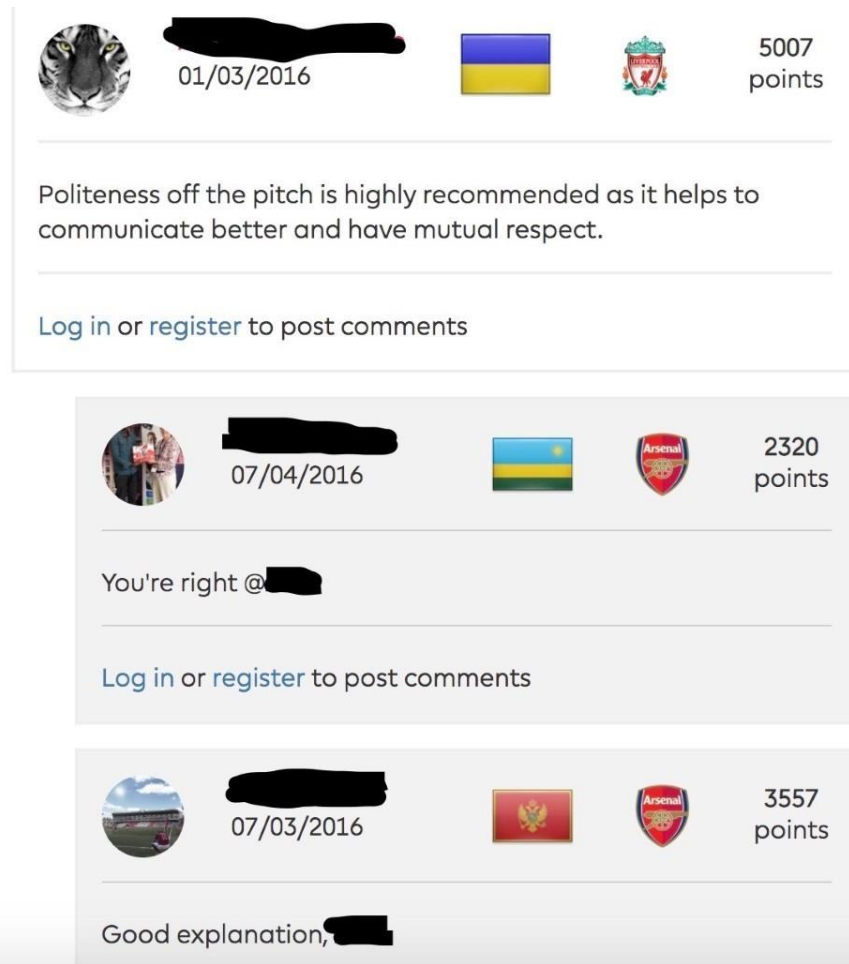 01/03/2016
LIVERPOOL
5007
points
Politeness off the pitch is highly recommended as it helps to
communicate better and have mutual respect.
Log in or register to post comments
07/04/2016
Arsenal
2320
points
You're right @
Log in or register to post comments
07/03/2016
Arsenal
3557
points
Good explanation,